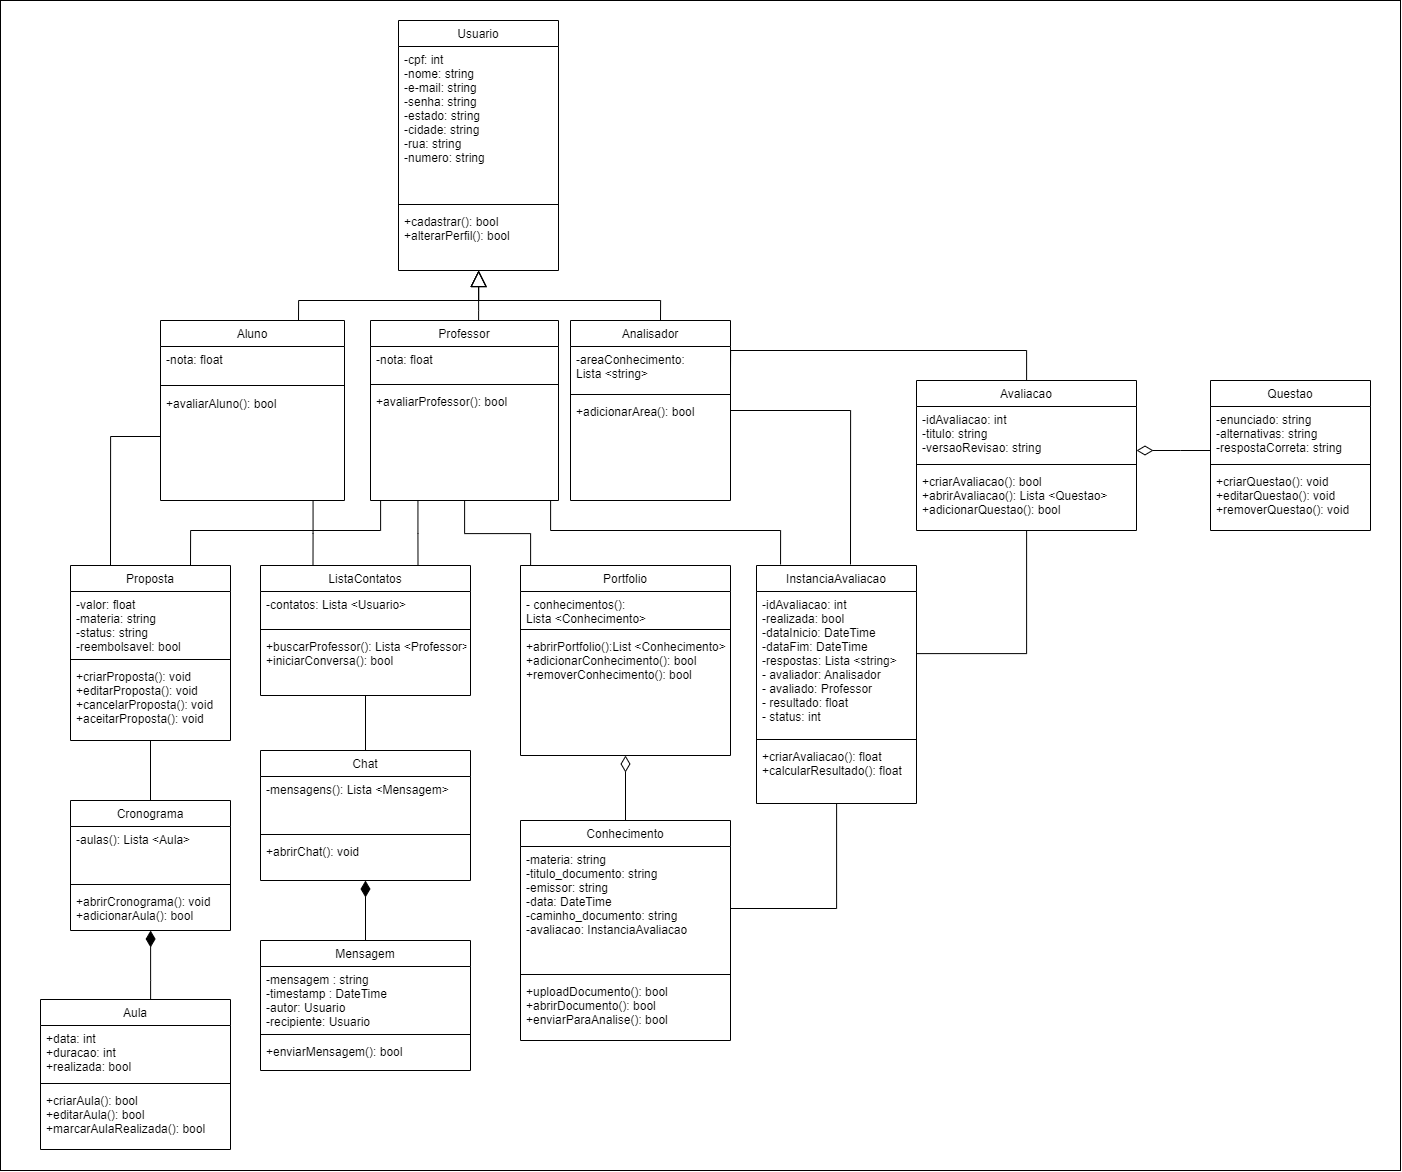 Usuario
-cpf: int
-nome: string
-e-mail: string
-senha: string
-estado: string
-cidade: string
-rua: string
-numero: string
+cadastrar(): bool
+alterarPerfil(): bool
Aluno
-nota: float
+avaliarAluno(): bool
Professor
-nota: float
+avaliarProfessor(): bool
Analisador
-areaConhecimento:
Lista <string>
+adicionarArea(): bool
Avaliacao
-idAvaliacao: int
-titulo: string
-versaoRevisao: string
+criarAvaliacao(): bool
+abrirAvaliacao(): Lista <Questao>
+adicionarQuestao(): bool
Questao
-enunciado: string
-alternativas: string
-respostaCorreta: string
+criarQuestao(): void
+editarQuestao(): void
+removerQuestao(): void
Proposta
-valor: float
-materia: string
-status: string
-reembolsavel: bool
+criarProposta(): void
+editarProposta(): void
+cancelarProposta(): void
+aceitarProposta(): void
ListaContatos
-contatos: Lista <Usuario>
+buscarProfessor(): Lista <Professor>
+iniciarConversa(): bool
Portfolio
- conhecimentos():
Lista <Conhecimento>
+abrirPortfolio():List <Conhecimento>
+adicionarConhecimento(): bool
+removerConhecimento(): bool
InstanciaAvaliacao
-idAvaliacao: int
-realizada: bool
-dataInicio: DateTime
-dataFim: DateTime
-respostas: Lista <string>
- avaliador: Analisador
- avaliado: Professor
- resultado: float
- status: int
+criarAvaliacao(): float
+calcularResultado(): float
Cronograma
-aulas(): Lista <Aula>
+abrirCronograma(): void
+adicionarAula(): bool
Chat
-mensagens(): Lista <Mensagem>
+abrirChat(): void
Conhecimento
-materia: string
-titulo_documento: string
-emissor: string
-data: DateTime
-caminho_documento: string
-avaliacao: InstanciaAvaliacao
+uploadDocumento(): bool
+abrirDocumento(): bool
+enviarParaAnalise(): bool
Mensagem
-mensagem : string
-timestamp : DateTime
-autor: Usuario
-recipiente: Usuario
+enviarMensagem(): bool
Aula
+data: int
+duracao: int
+realizada: bool
+criarAula(): bool
+editarAula(): bool
+marcarAulaRealizada(): bool